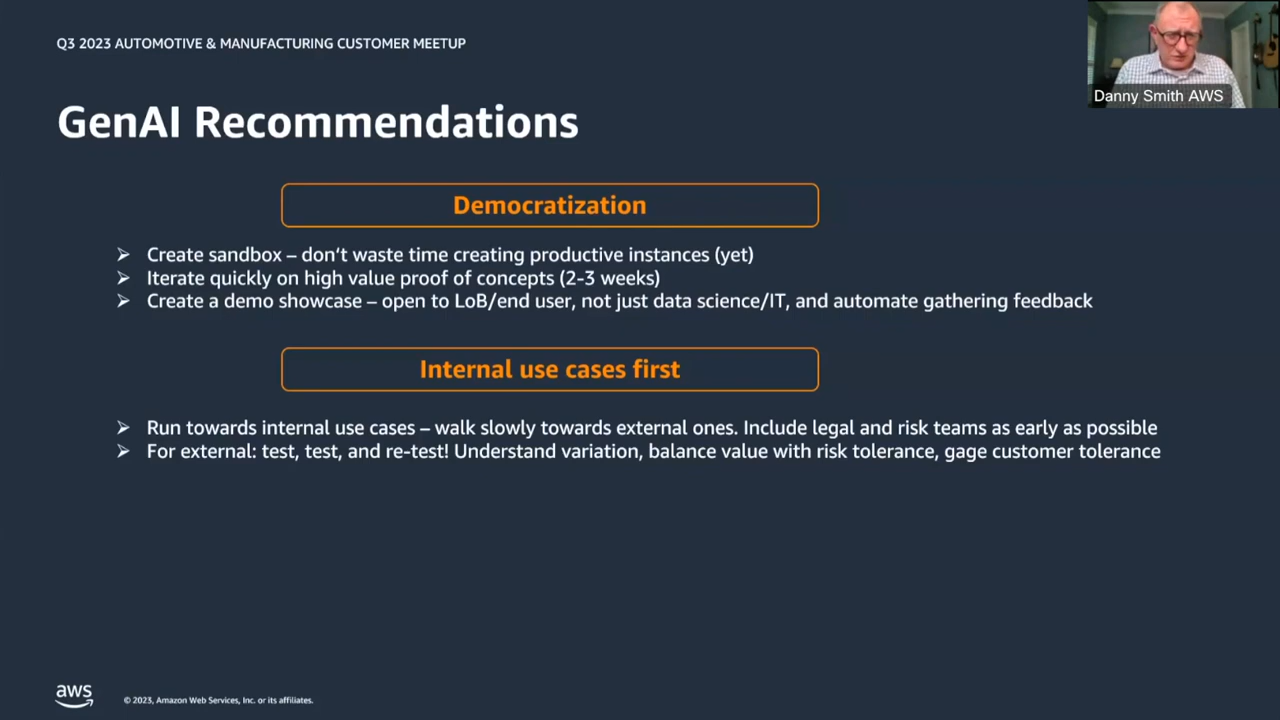 Q3 2023 AUTOMOTIVE & MANUFACTURING CUSTOMER MEETUP
Danny Smith AWS
GenAI Recommendations
Democratization
➢ Create sandbox – don't waste time creating productive instances (yet)
➢ Iterate quickly on high value proof of concepts (2-3 weeks)
➢ Create a demo showcase – open to LoB/end user, not just data science/IT, and automate gathering feedback
Internal use cases first
➢ Run towards internal use cases – walk slowly towards external ones. Include legal and risk teams as early as possible
➢ For external: test, test, and re-test! Understand variation, balance value with risk tolerance, gage customer tolerance
aws
© 2023, Amazon Web Services, Inc. or its affiliates.